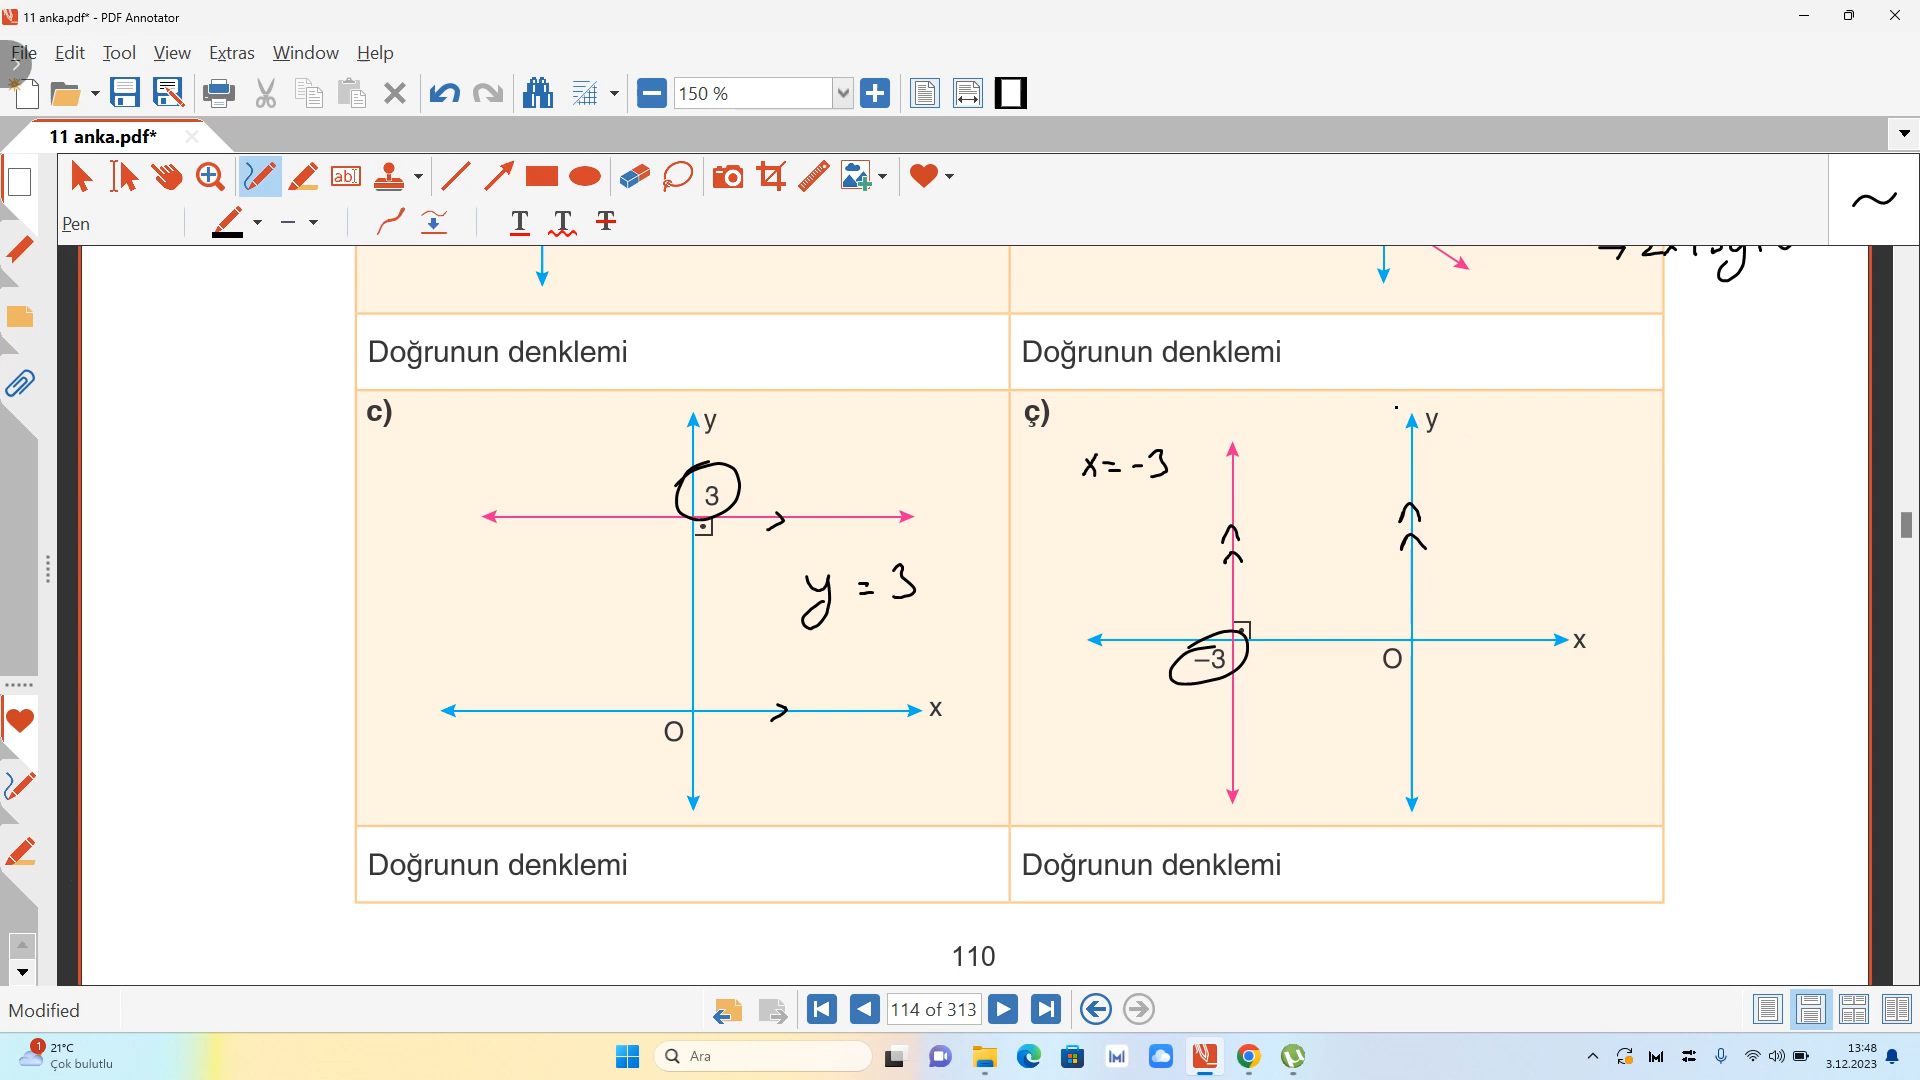 11 anka.pdf* - PDF Annotator
File Edit Tool View Extras Window Help
150 %
11 anka.pdf*
ab
Pen
T T T
Doğrunun denklemi
Doğrunun denklemi
c)
y
3
y = 3
x
O
ç)
y
x = -3
-3
O
x
Doğrunun denklemi
Doğrunun denklemi
110
Modified
114 of 313
1
21°C
Çok bulutlu
Ara
13:48
3.12.2023